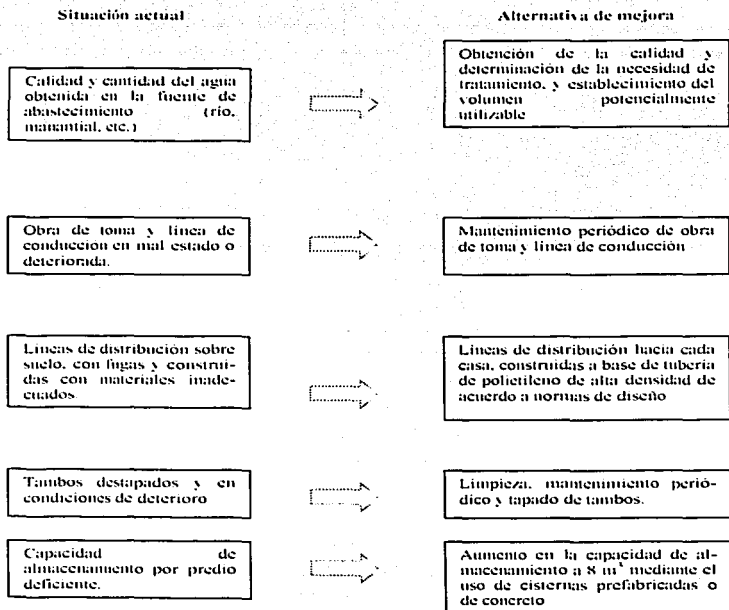 Situación actual
Alternativa de mejora
Calidad y cantidad del agua
obtenida en la fuente de
abastecimiento (río,
manantial, etc.)
Obtención de la calidad y
determinación de la necesidad de
tratamiento, y establecimiento del
volumen potencialmente
utilizable
Obra de toma y línea de
conducción en mal estado o
deteriorada.
Mantenimiento periódico de obra
de toma y línea de conducción
Líneas de distribución sobre
suelo, con fugas y construi-
das con materiales inade-
cuados
Líneas de distribución hacia cada
casa, construidas a base de tubería
de polietileno de alta densidad de
acuerdo a normas de diseño
Tambos destapados y en
condiciones de deterioro
Limpieza, mantenimiento perió-
dico y tapado de tambos.
Capacidad de
almacenamiento por predio
deficiente.
Aumento en la capacidad de al-
macenamiento a 8 m³ mediante el
uso de cisternas prefabricadas o
de concreto